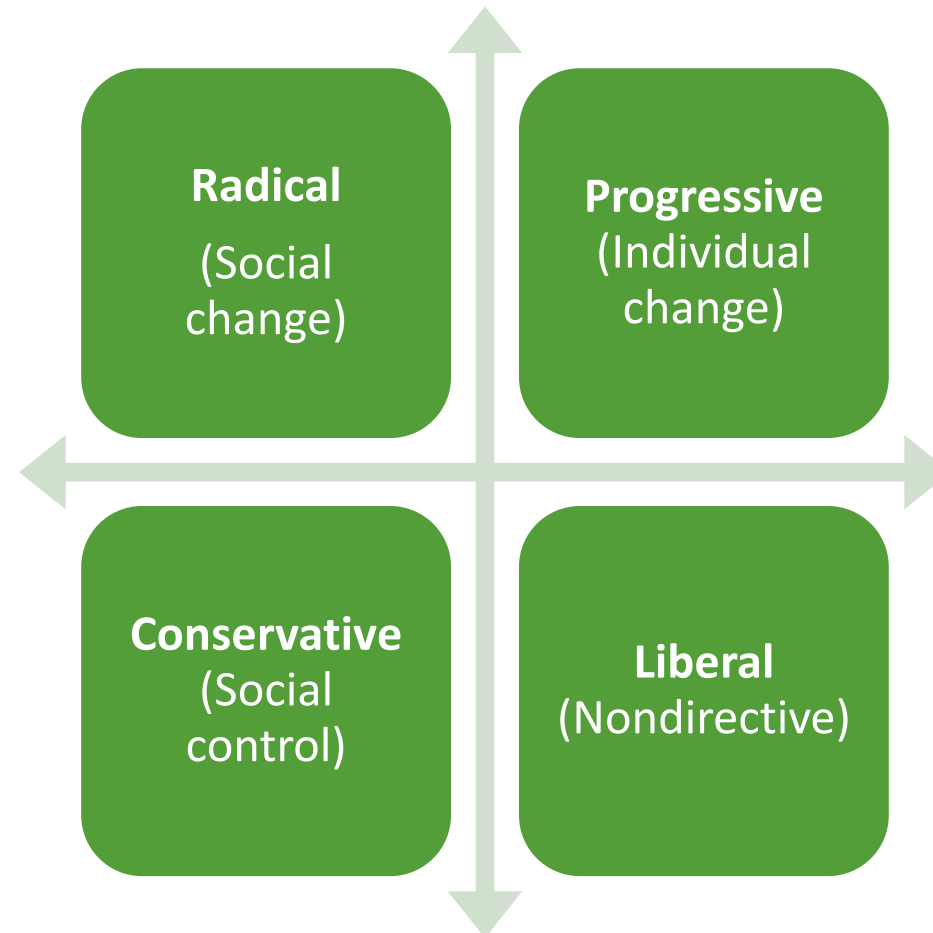 Radical
(Social
change)
Progressive
(Individual
change)
Conservative
(Social
control)
Liberal
(Nondirective)